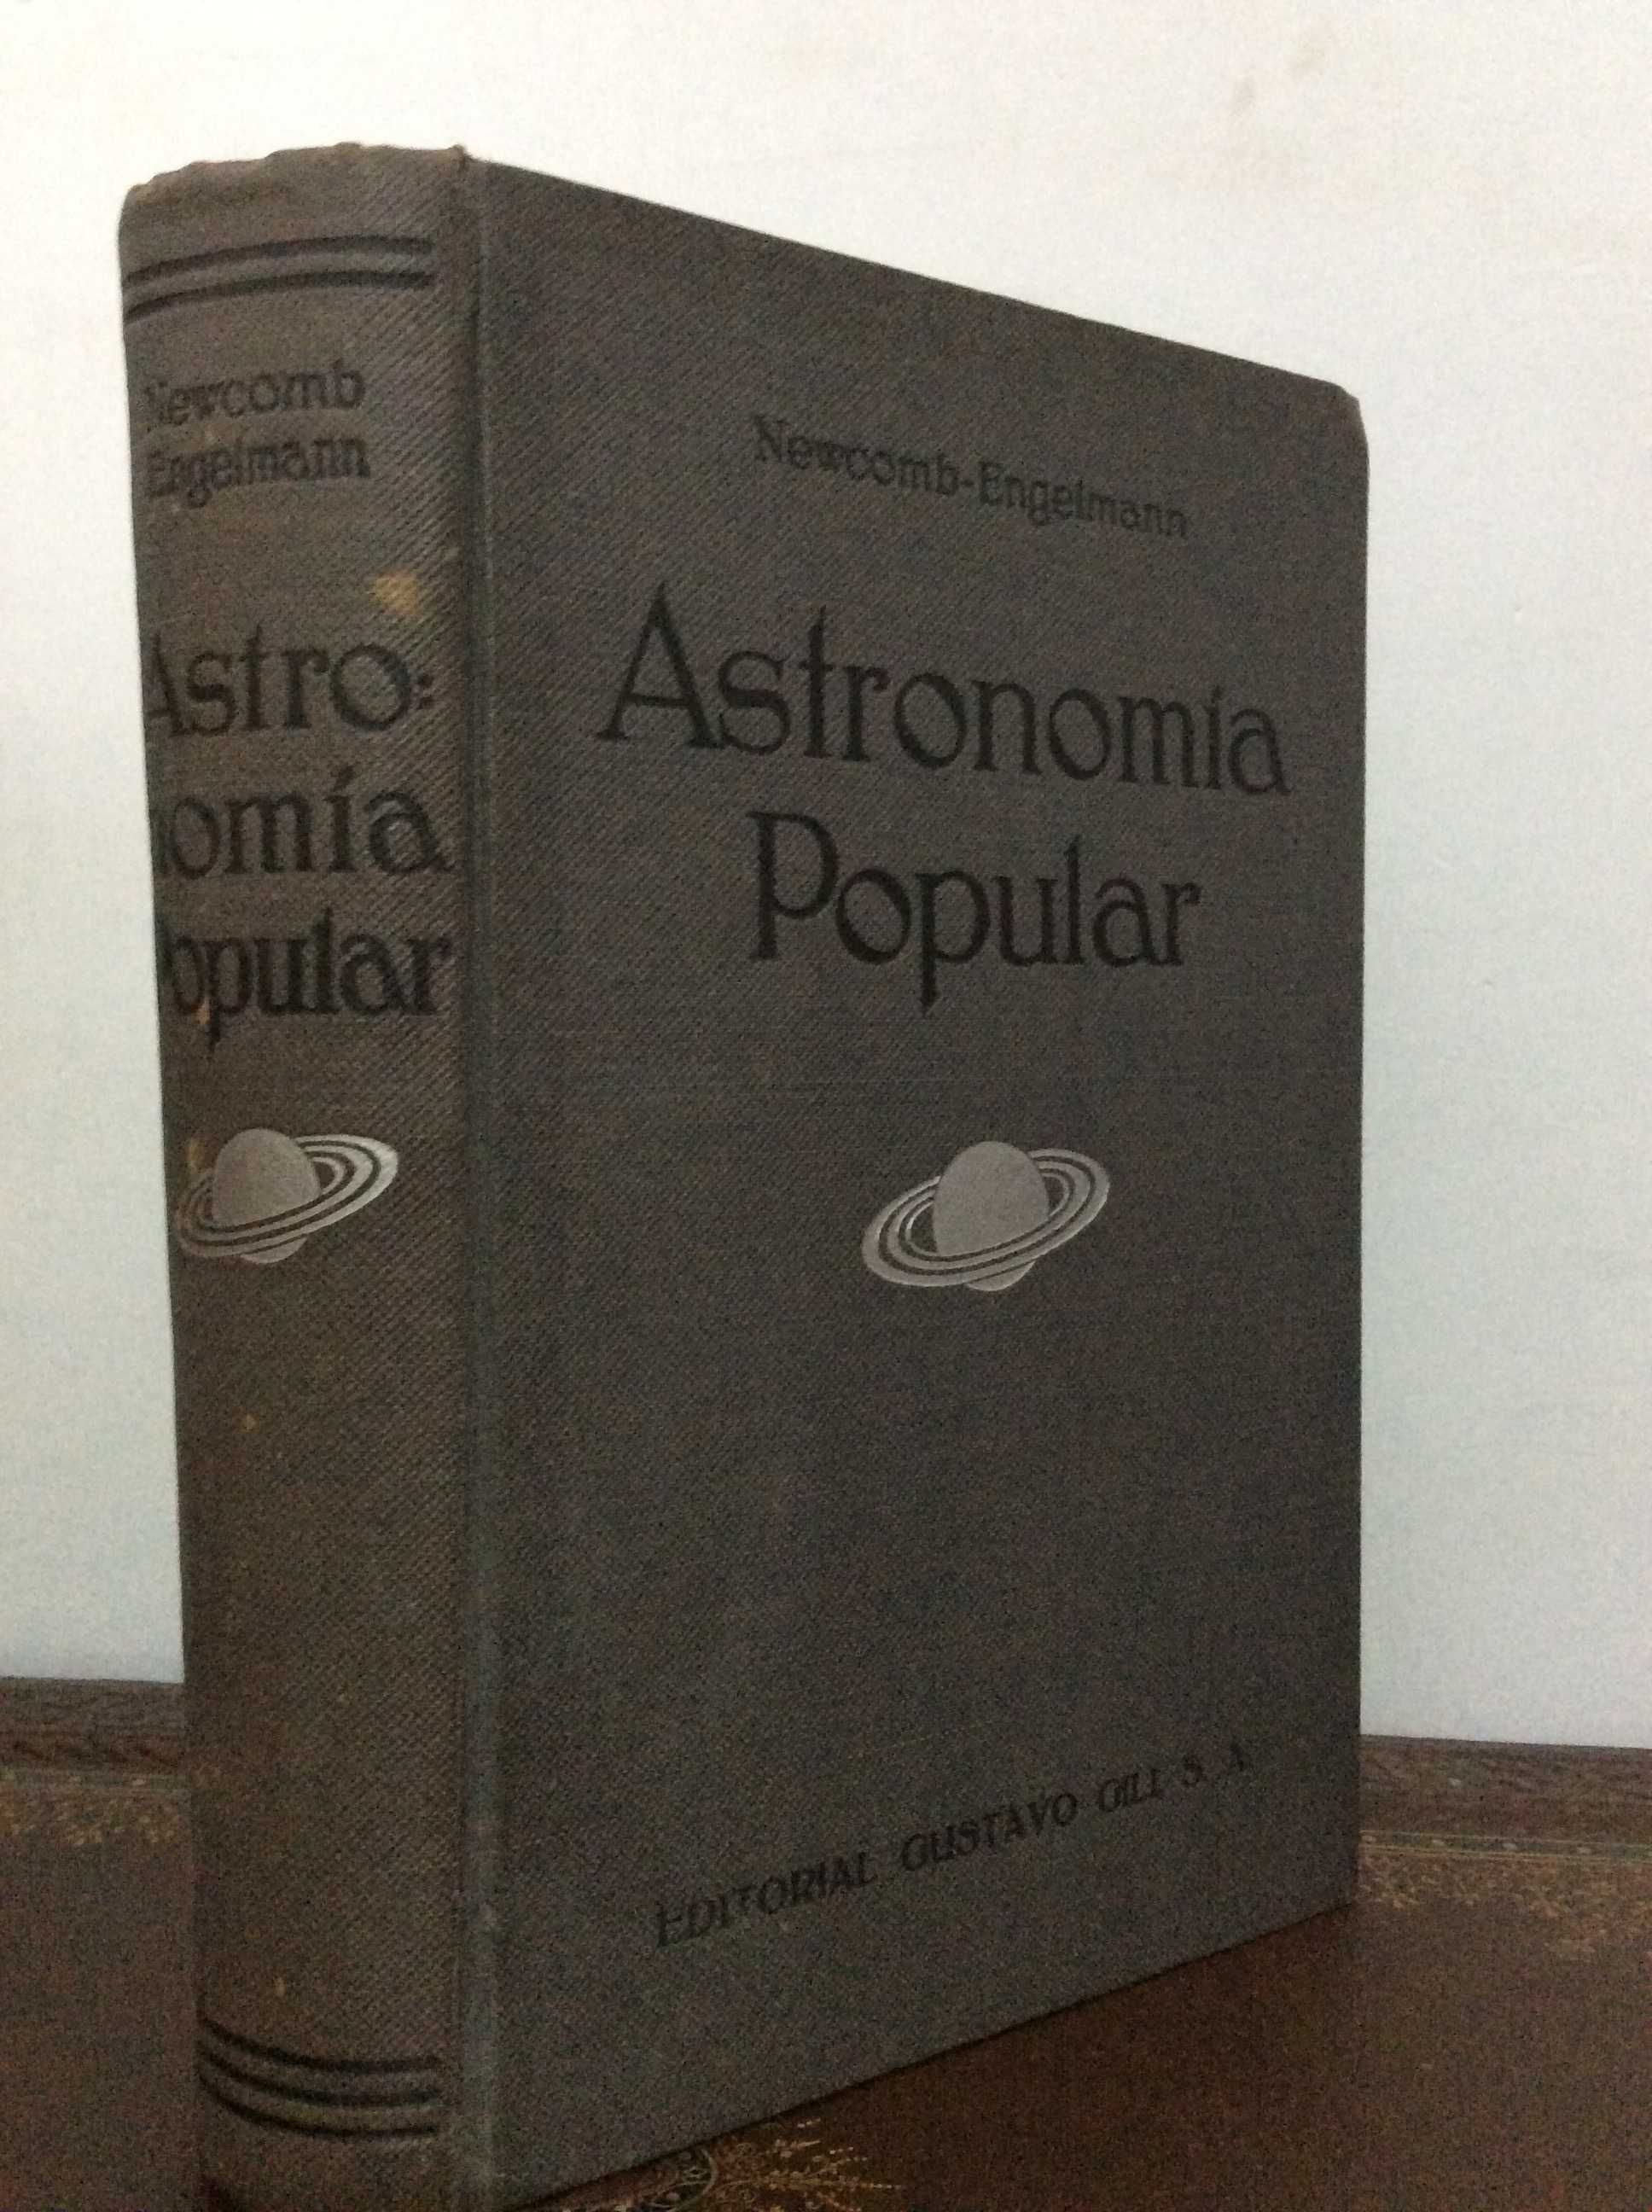 Newcomb
Engelmann
Astro=
nomía
Popular
Newcomb-Engelmann
Astronomía
Popular
EDITORIAL GUSTAVO GILI S. A.